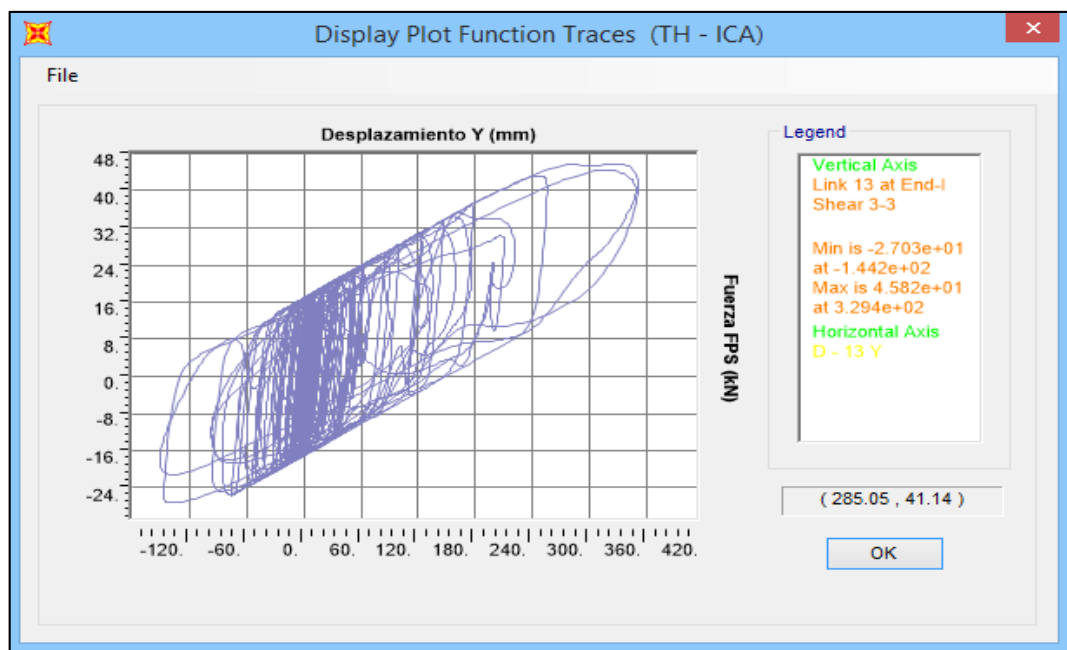 Display Plot Function Traces (TH - ICA)
File
Desplazamiento Y (mm)
48.
40.
32.
24.
16.
8.
0.
-8.
-16.
-24.
-120. -60. 0. 60. 120. 180. 240. 300. 360. 420.
Fuerza FPS (kN)
Legend
Vertical Axis
Link 13 at End-I
Shear 3-3
Min is -2.703e+01
at -1.442e+02
Max is 4.582e+01
at 3.294e+02
Horizontal Axis
D - 13 Y
( 285.05 , 41.14 )
OK